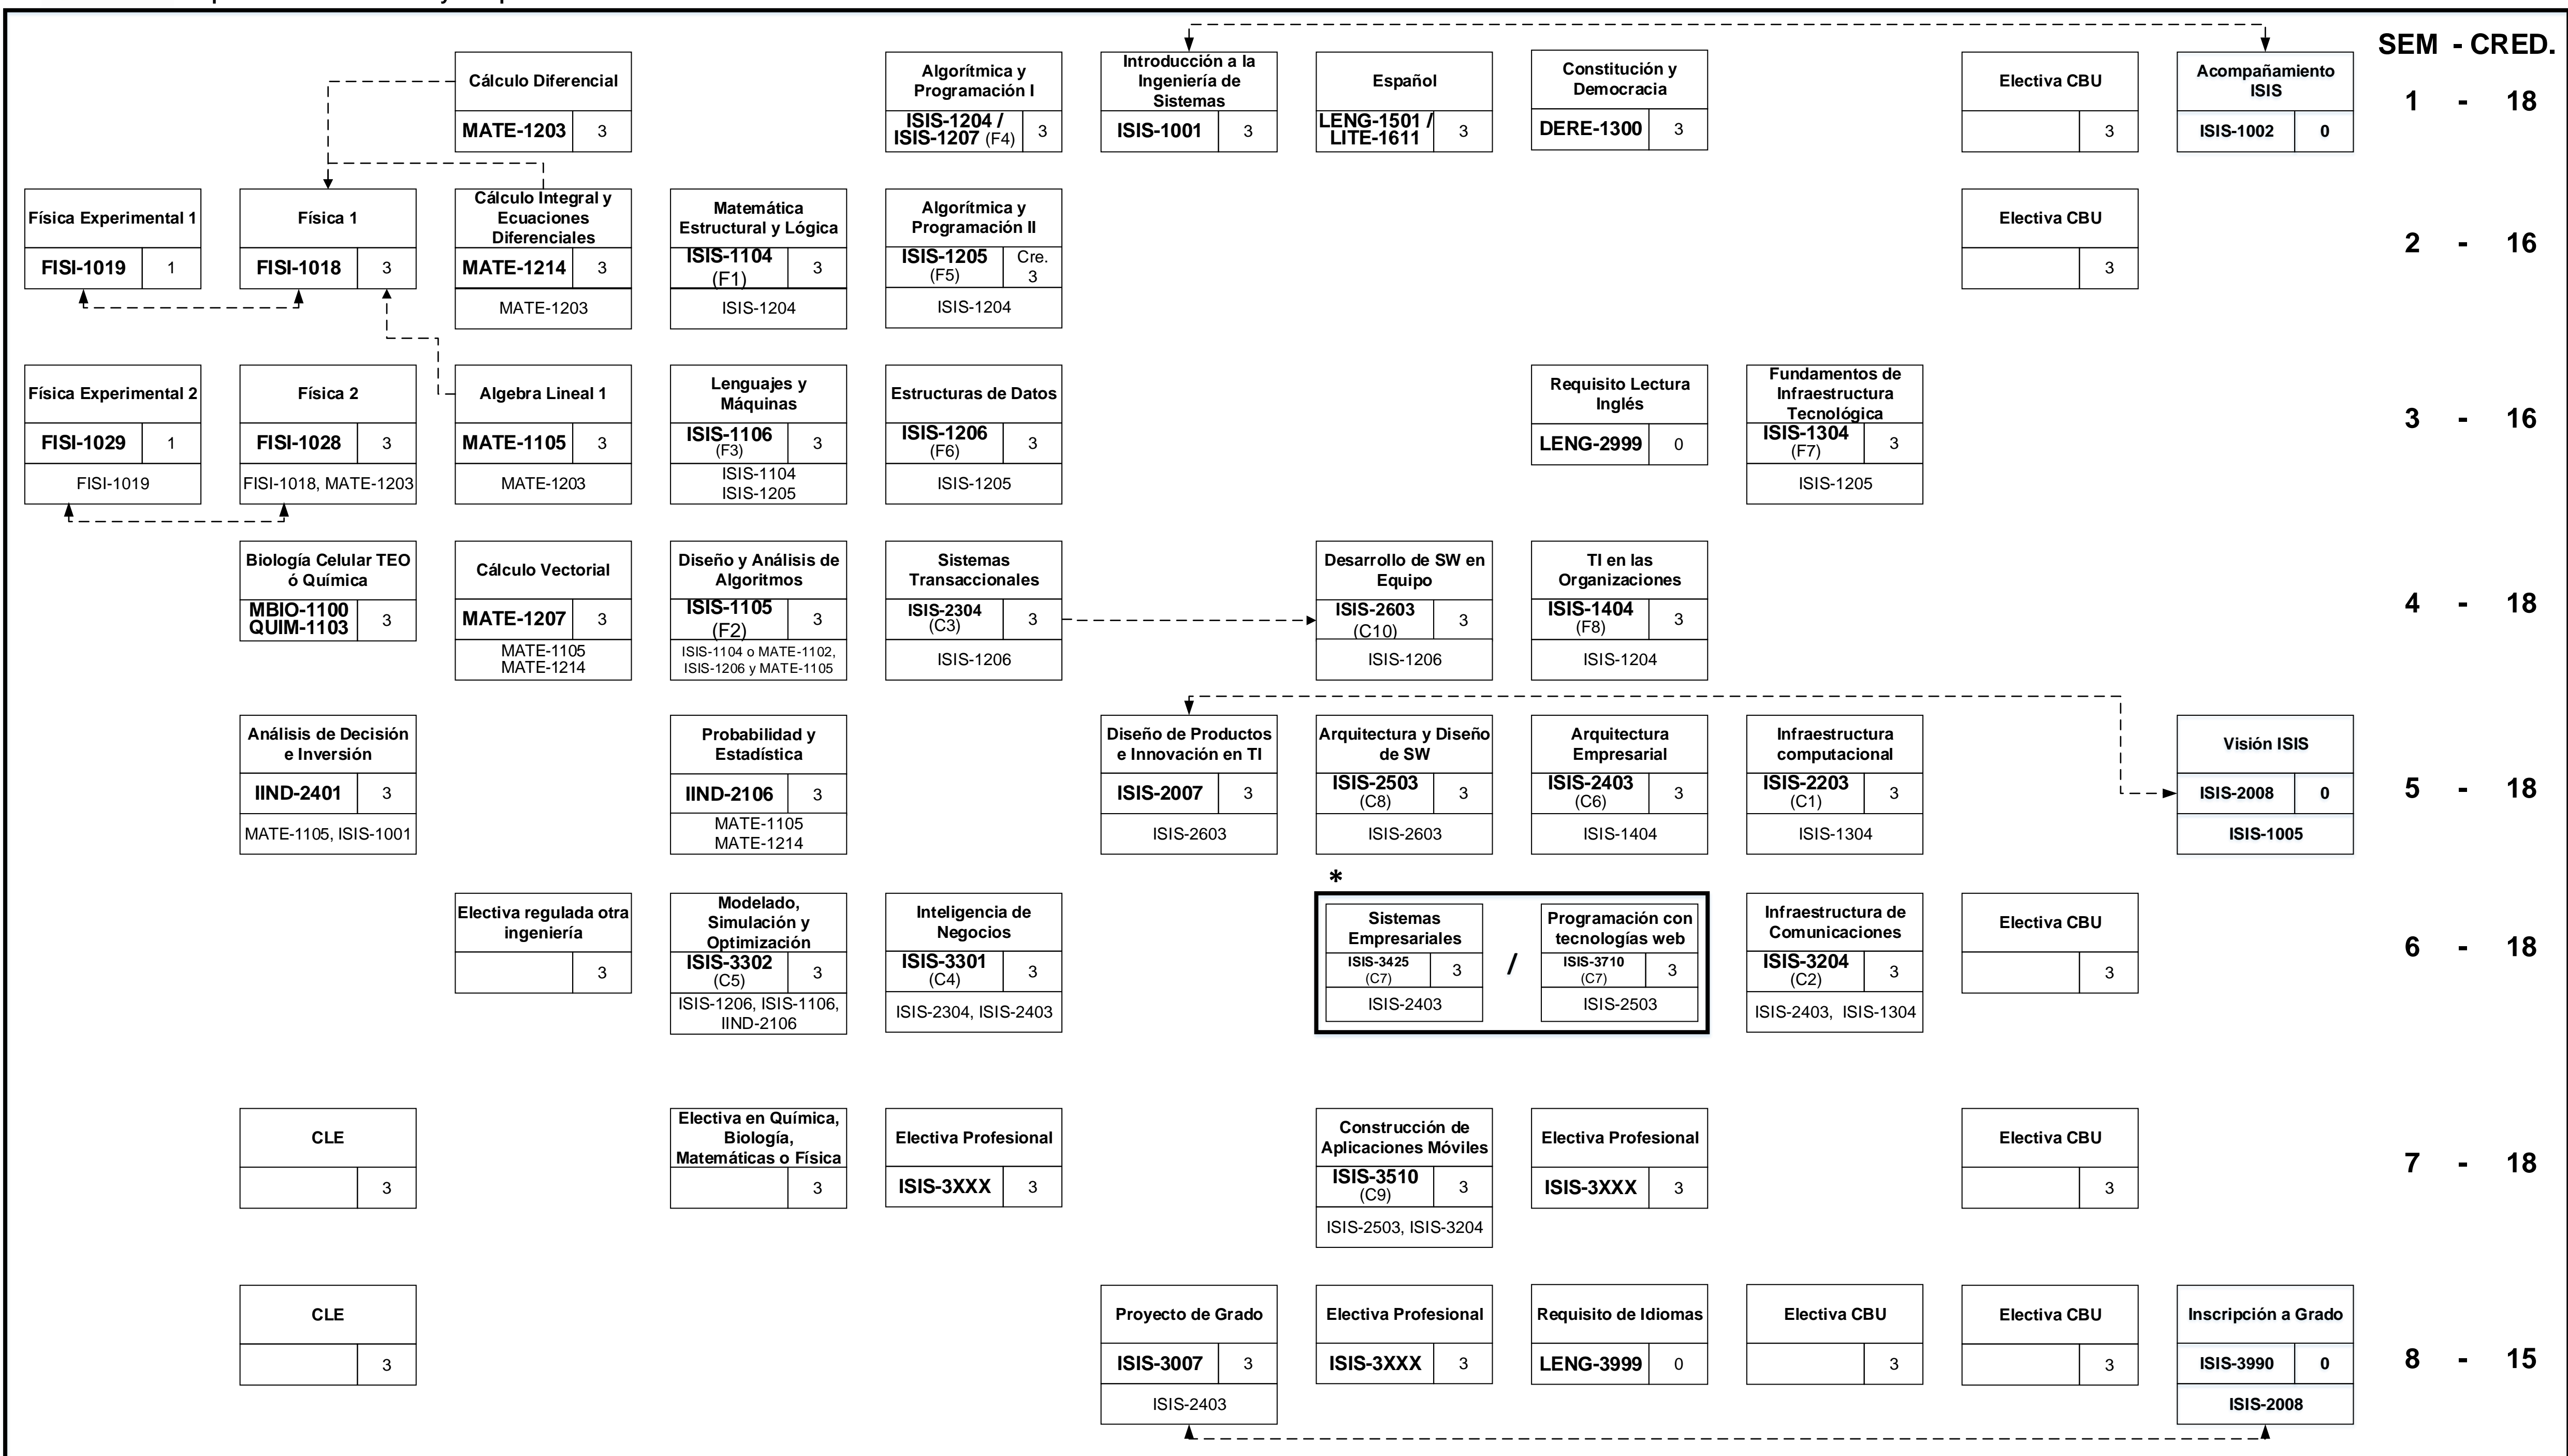 SEM - CRED.
Cálculo Diferencial
MATE-1203 3
Algorítmica y
Programación I
ISIS-1204 /
ISIS-1207 (F4) 3
Introducción a la
Ingeniería de
Sistemas
ISIS-1001 3
Español
LENG-1501 /
LITE-1611 3
Constitución y
Democracia
DERE-1300 3
Electiva CBU
3
Acompañamiento
ISIS
ISIS-1002 0
1 - 18
Física Experimental 1
FISI-1019 1
Física 1
FISI-1018 3
Cálculo Integral y
Ecuaciones
Diferenciales
MATE-1214 3
MATE-1203
Matemática
Estructural y Lógica
ISIS-1104
(F1) 3
ISIS-1204
Algorítmica y
Programación II
ISIS-1205
(F5)
Cre.
3
ISIS-1204
Electiva CBU
3
2 - 16
Física Experimental 2
FISI-1029 1
FISI-1019
Física 2
FISI-1028 3
FISI-1018, MATE-1203
Algebra Lineal 1
MATE-1105 3
MATE-1203
Lenguajes y
Máquinas
ISIS-1106
(F3) 3
ISIS-1104
ISIS-1205
Estructuras de Datos
ISIS-1206
(F6) 3
ISIS-1205
Requisito Lectura
Inglés
LENG-2999 0
Fundamentos de
Infraestructura
Tecnológica
ISIS-1304
(F7) 3
ISIS-1205
3 - 16
Biología Celular TEO
ó Química
MBIO-1100
QUIM-1103 3
Cálculo Vectorial
MATE-1207 3
MATE-1105
MATE-1214
Diseño y Análisis de
Algoritmos
ISIS-1105
(F2) 3
ISIS-1104 o MATE-1102,
ISIS-1206 y MATE-1105
Sistemas
Transaccionales
ISIS-2304
(C3) 3
ISIS-1206
Desarrollo de SW en
Equipo
ISIS-2603
(C10) 3
ISIS-1206
TI en las
Organizaciones
ISIS-1404
(F8) 3
ISIS-1204
4 - 18
Análisis de Decisión
e Inversión
IIND-2401 3
MATE-1105, ISIS-1001
Probabilidad y
Estadística
IIND-2106 3
MATE-1105
MATE-1214
Diseño de Productos
e Innovación en TI
ISIS-2007 3
ISIS-2603
Arquitectura y Diseño
de SW
ISIS-2503
(C8) 3
ISIS-2603
Arquitectura
Empresarial
ISIS-2403
(C6) 3
ISIS-1404
Infraestructura
computacional
ISIS-2203
(C1) 3
ISIS-1304
Visión ISIS
ISIS-2008 0
ISIS-1005
5 - 18
Electiva regulada otra
ingeniería
3
Modelado,
Simulación y
Optimización
ISIS-3302
(C5) 3
ISIS-1206, ISIS-1106,
IIND-2106
Inteligencia de
Negocios
ISIS-3301
(C4) 3
ISIS-2304, ISIS-2403
*
Sistemas
Empresariales
ISIS-3425
(C7) 3
ISIS-2403
/
Programación con
tecnologías web
ISIS-3710
(C7) 3
ISIS-2503
Infraestructura de
Comunicaciones
ISIS-3204
(C2) 3
ISIS-2403, ISIS-1304
Electiva CBU
3
6 - 18
CLE
3
Electiva en Química,
Biología,
Matemáticas o Física
3
Electiva Profesional
ISIS-3XXX 3
Construcción de
Aplicaciones Móviles
ISIS-3510
(C9) 3
ISIS-2503, ISIS-3204
Electiva Profesional
ISIS-3XXX 3
Electiva CBU
3
7 - 18
CLE
3
Proyecto de Grado
ISIS-3007 3
ISIS-2403
Electiva Profesional
ISIS-3XXX 3
Requisito de Idiomas
LENG-3999 0
Electiva CBU
3
Electiva CBU
3
Inscripción a Grado
ISIS-3990 0
ISIS-2008
8 - 15